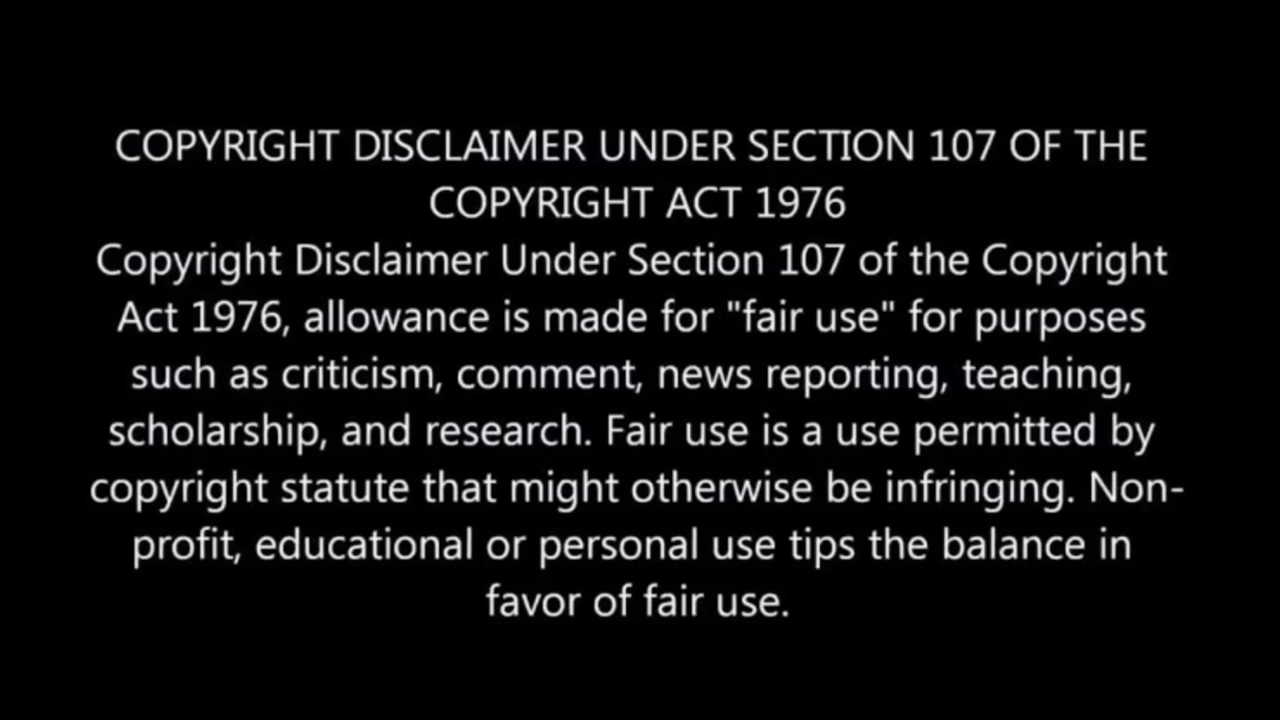 COPYRIGHT DISCLAIMER UNDER SECTION 107 OF THE
COPYRIGHT ACT 1976
Copyright Disclaimer Under Section 107 of the Copyright
Act 1976, allowance is made for "fair use" for purposes
such as criticism, comment, news reporting, teaching,
scholarship, and research. Fair use is a use permitted by
copyright statute that might otherwise be infringing. Non-
profit, educational or personal use tips the balance in
favor of fair use.